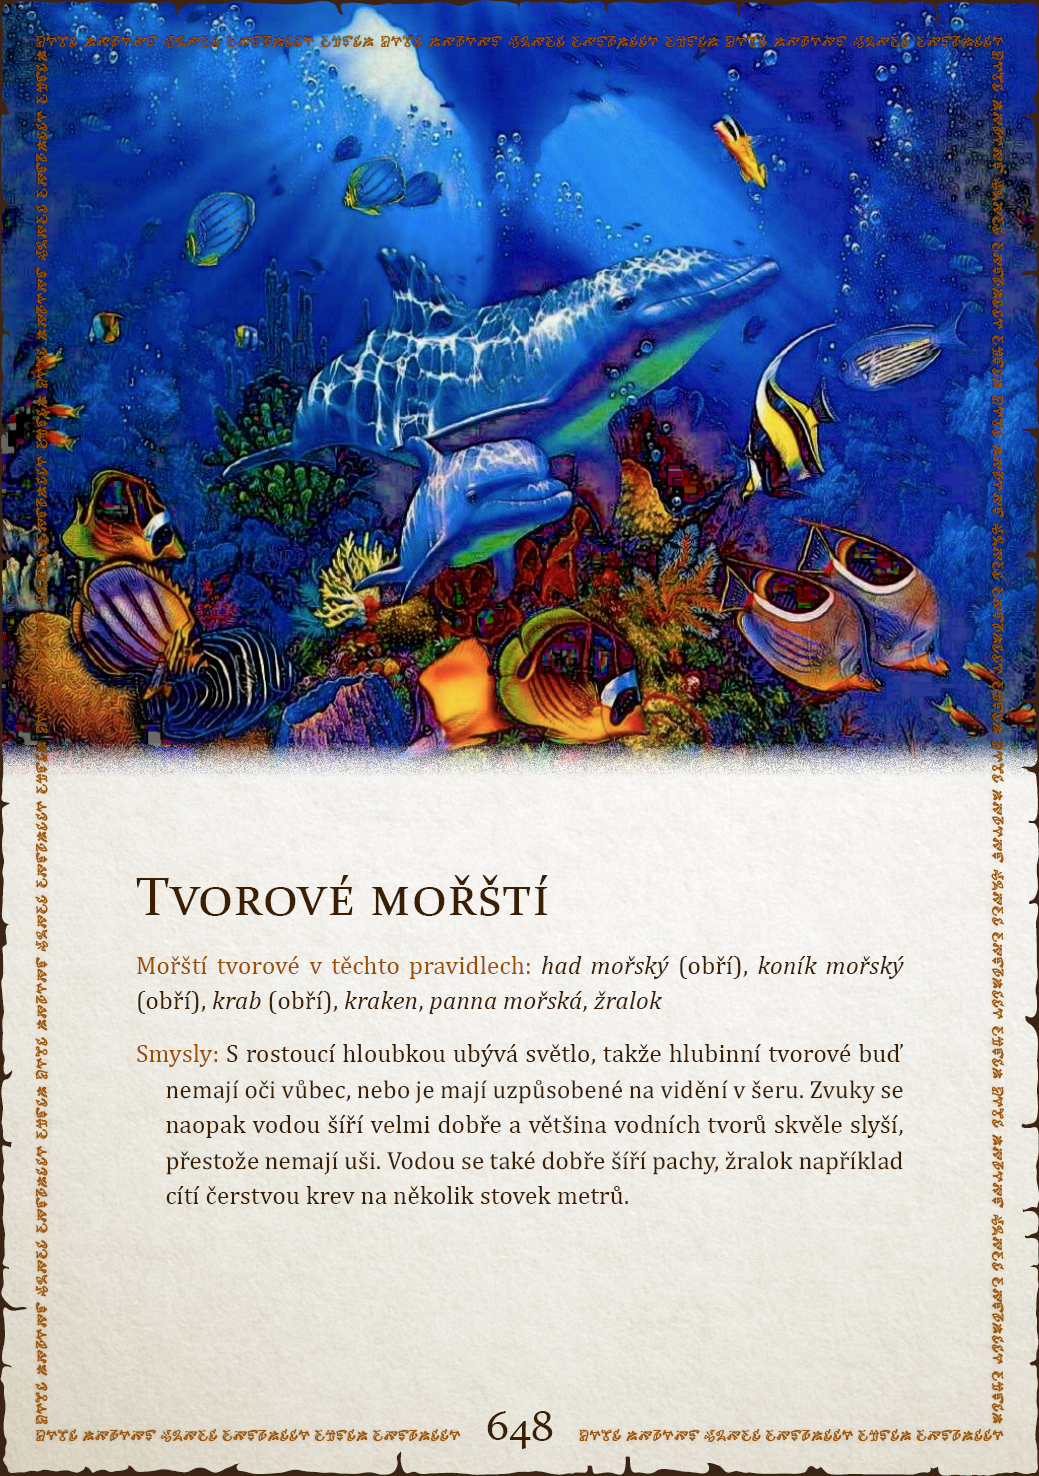 Tvorové mořští
Mořští tvorové v těchto pravidlech: had mořský (obří), koník mořský
(obří), krab (obří), kraken, panna mořská, žralok
Smysly: S rostoucí hloubkou ubývá světlo, takže hlubinní tvorové buď
nemají oči vůbec, nebo je mají uzpůsobené na vidění v šeru. Zvuky se
naopak vodou šíří velmi dobře a většina vodních tvorů skvěle slyší,
přestože nemají uši. Vodou se také dobře šíří pachy, žralok například
cítí čerstvou krev na několik stovek metrů.
648